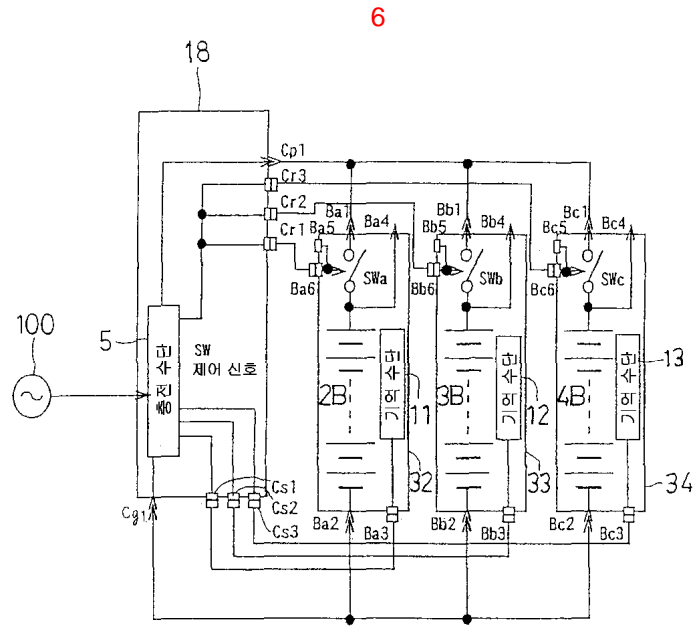 6
18
Cp1
Cr3
Cr2
Cr1
Ba1
Ba4
Ba5
Ba6
SWa
Bb1
Bb4
Bb5
Bb6
SWb
Bc1
Bc4
Bc5
Bc6
SWc
100
5
충전 수단
SW
제어 신호
2B
기억 수단
11
32
3B
기억 수단
12
33
4B
기억 수단
13
34
Cs1
Cs2
Cs3
Cg1
Ba2
Ba3
Bb2
Bb3
Bc2
Bc3